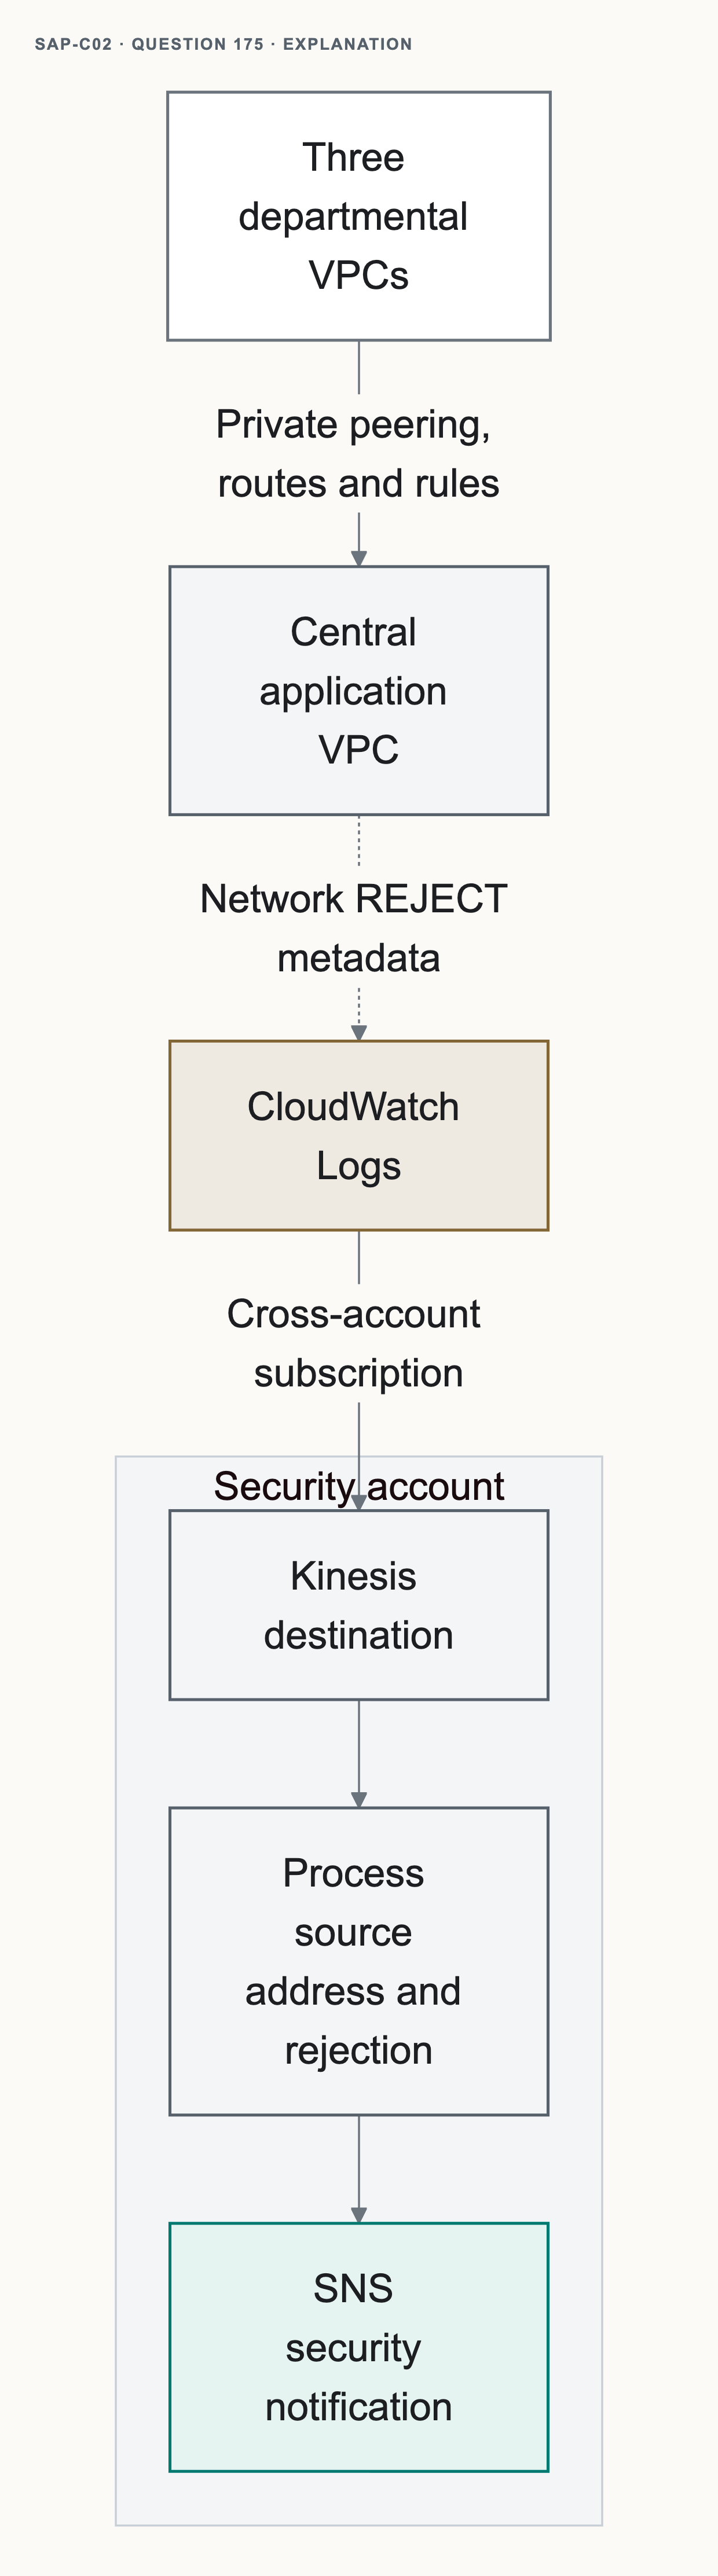 SAP-C02 · QUESTION 175 · EXPLANATION
Three
departmental
VPCs
Private peering,
routes and rules
Central
application
VPC
Network REJECT
metadata
CloudWatch
Logs
Cross-account
subscription
Security account
Kinesis
destination
Process
source
address and
rejection
SNS
security
notification